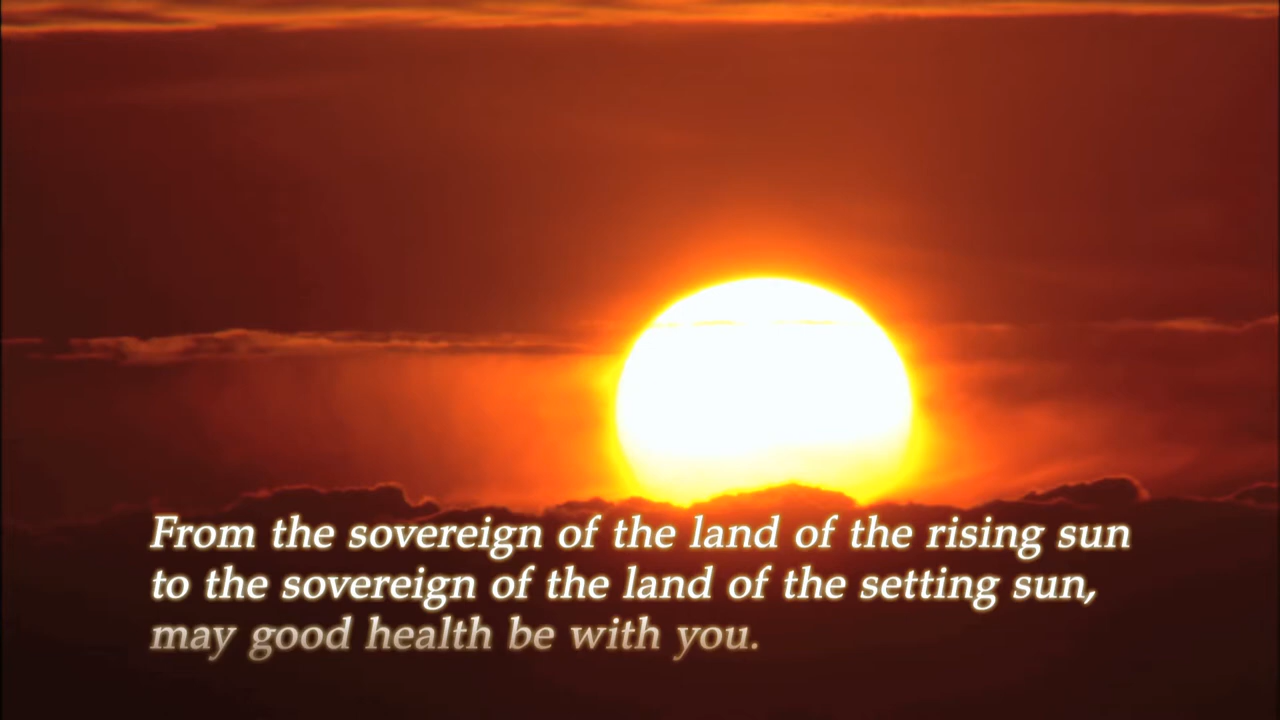 From the sovereign of the land of the rising sun
to the sovereign of the land of the setting sun,
may good health be with you.